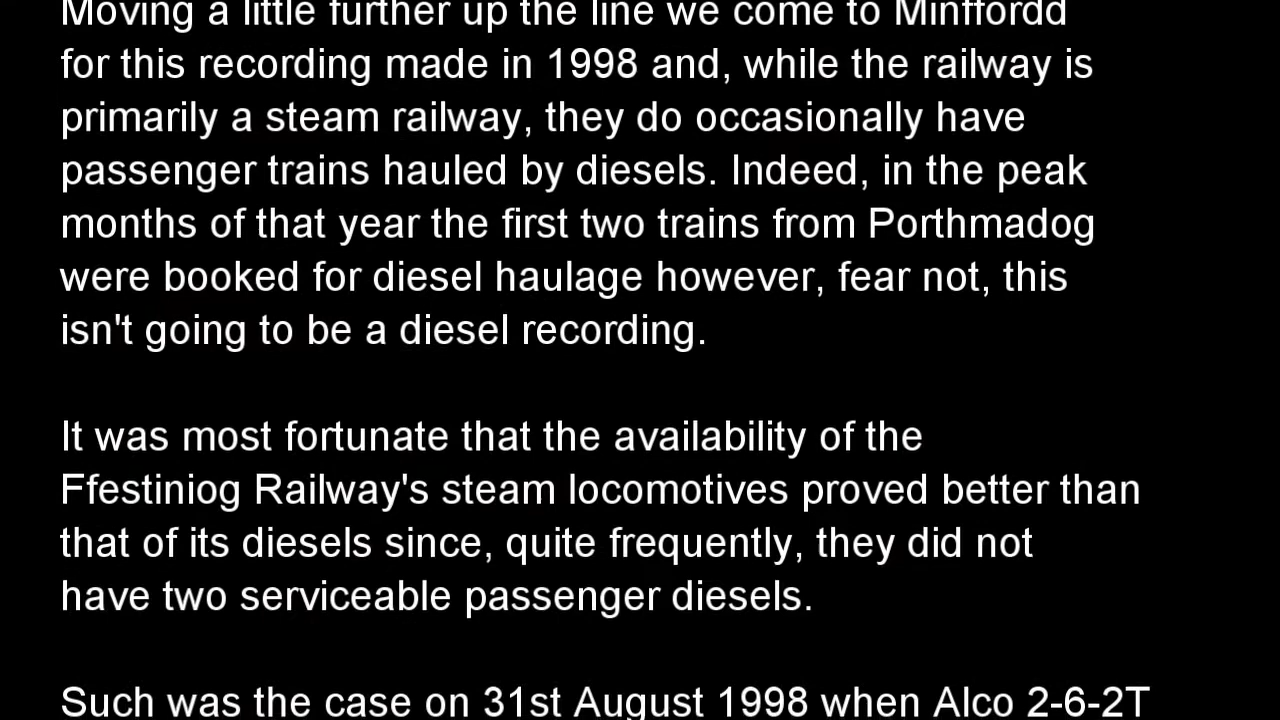 Moving a little further up the line we come to Minffordd
for this recording made in 1998 and, while the railway is
primarily a steam railway, they do occasionally have
passenger trains hauled by diesels. Indeed, in the peak
months of that year the first two trains from Porthmadog
were booked for diesel haulage however, fear not, this
isn't going to be a diesel recording.
It was most fortunate that the availability of the
Ffestiniog Railway's steam locomotives proved better than
that of its diesels since, quite frequently, they did not
have two serviceable passenger diesels.
Such was the case on 31st August 1998 when Alco 2-6-2T